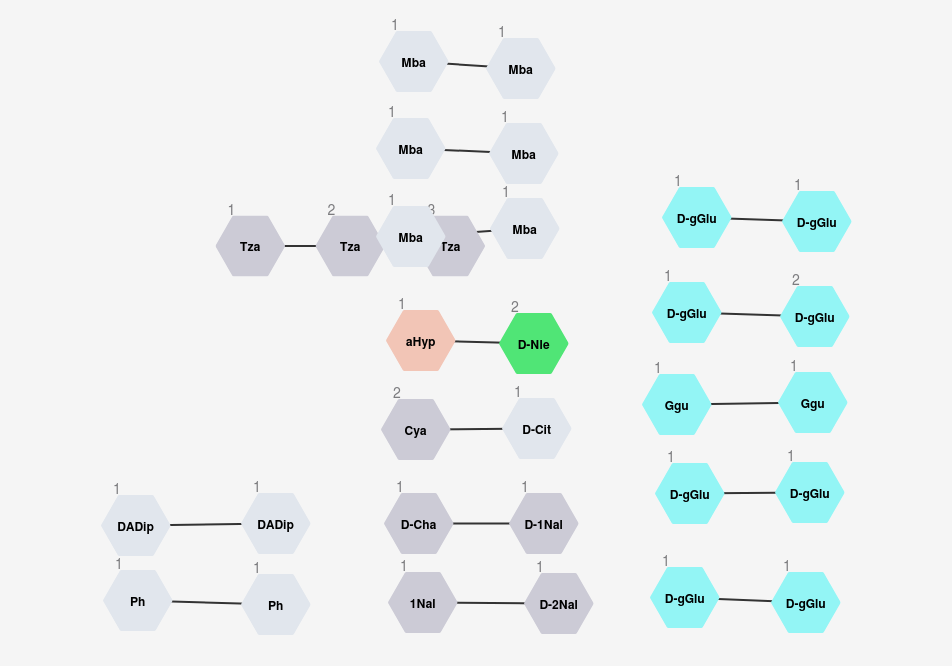 1 1
Mba Mba
1 1
Mba Mba
1 2 1 3 1
Tza Tza Mba Tza Mba
1 2
aHyp D-Nle
2 1
Cya D-Cit
1 1
D-Cha D-1Nal
1 1
1Nal D-2Nal
1 1
DADip DADip
1 1
Ph Ph
1 1
D-gGlu D-gGlu
1 2
D-gGlu D-gGlu
1 1
Ggu Ggu
1 1
D-gGlu D-gGlu
1 1
D-gGlu D-gGlu